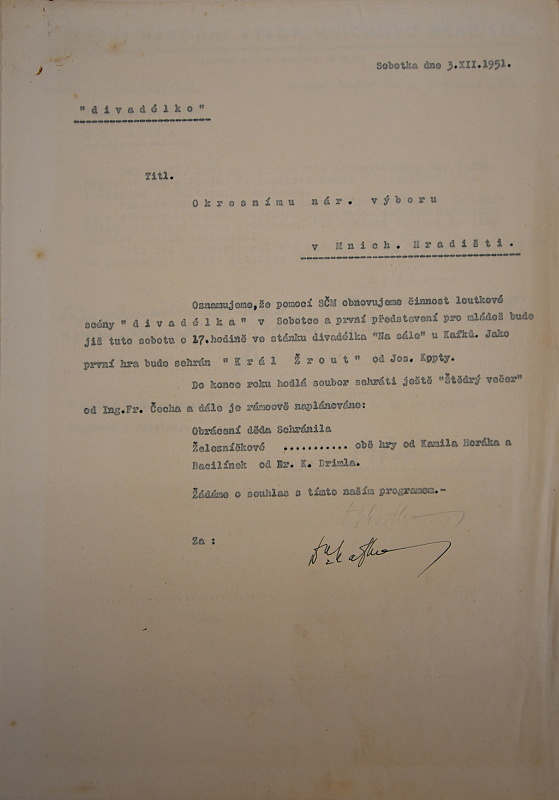 Sobotka dne 3.XII.1951.
"divadélko"
Titl.
Okresnímu nár. výboru
v Mnich. Hradišti.
Oznamujeme,že pomocí SČM obnovujeme činnost loutkové
scény "divadélka" v Sobotce a první představení pro mládež bude
již tuto sobotu o 17.hodině ve stánku divadélka "Na sále" u Kafků. Jako
první hra bude sehrán "Král Žrout" od Jos. Kopty.
Do konce roku hodlá soubor sehráti ještě "Štědrý večer"
od Ing.Fr. Čecha a dále je rámcově naplánováno:
Obrácení děda Schránila
Železníčkové ........... obě hry od Kamila Horáka a
Bacilínek od Br. K. Drimla.
Žádáme o souhlas s tímto naším programem.-
Za :